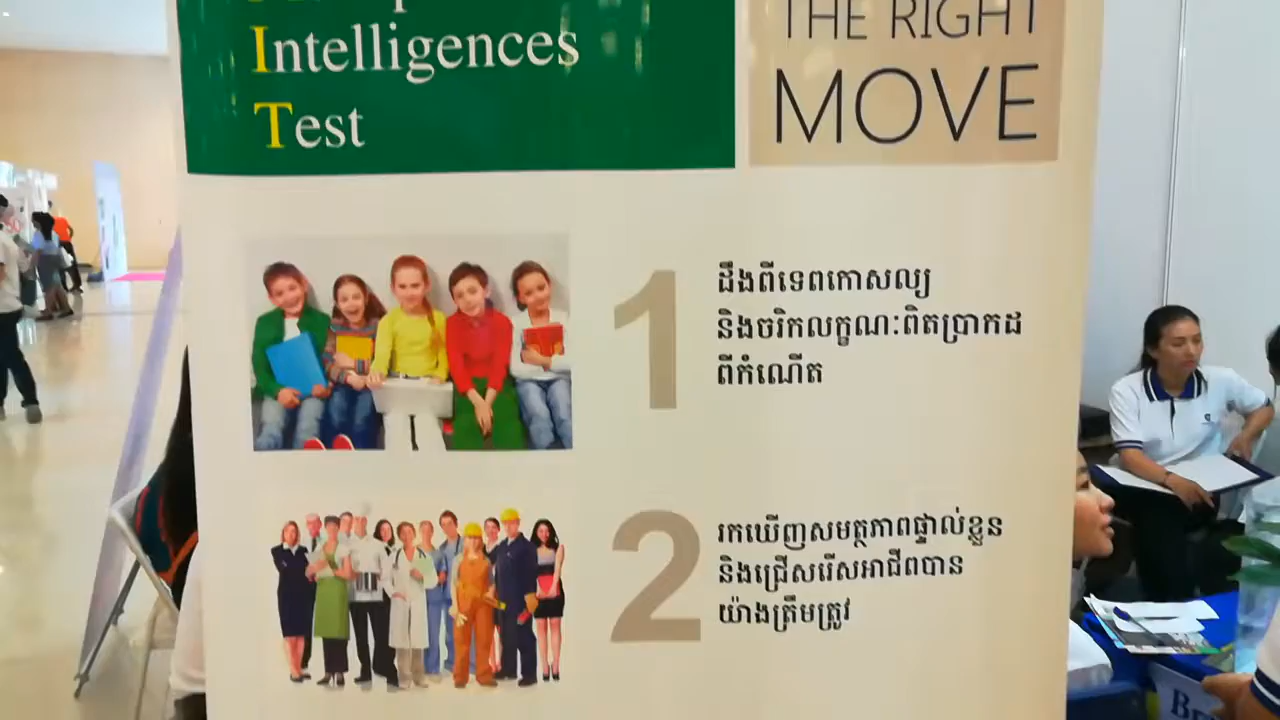 Intelligences
Test
THE RIGHT
MOVE
1
ដឹងពីទេពកោសល្យ
និងចរិកលក្ខណៈពិតប្រាកដ
ពីកំណើត
2
រកឃើញសមត្ថភាពផ្ទាល់ខ្លួន
និងជ្រើសរើសអាជីពបាន
យ៉ាងត្រឹមត្រូវ